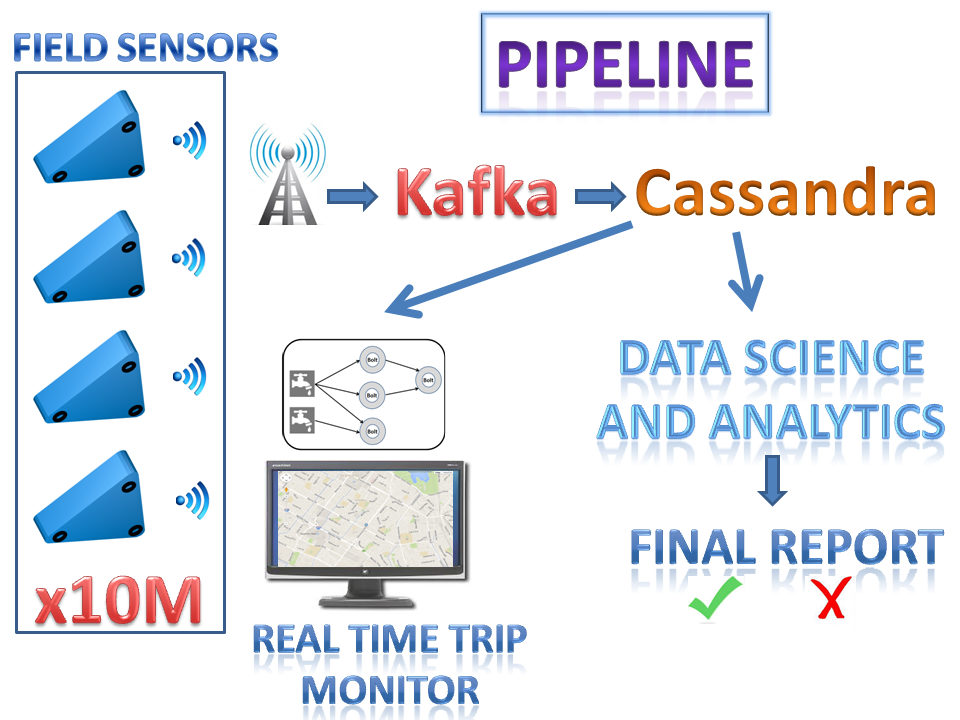 FIELD SENSORS
PIPELINE
Kafka
Cassandra
Bolt
Bolt
Bolt
Bolt
DATA SCIENCE
AND ANALYTICS
FINAL REPORT
x10M
REAL TIME TRIP
MONITOR